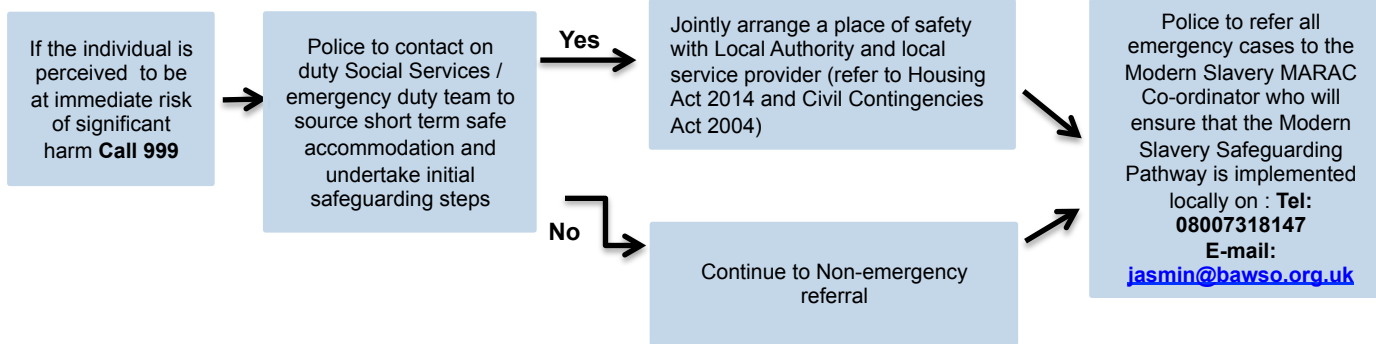 If the individual is
perceived to be
at immediate risk
of significant
harm Call 999
Police to contact on
duty Social Services /
emergency duty team to
source short term safe
accommodation and
undertake initial
safeguarding steps
Yes
Jointly arrange a place of safety
with Local Authority and local
service provider (refer to Housing
Act 2014 and Civil Contingencies
Act 2004)
No
Continue to Non-emergency
referral
Police to refer all
emergency cases to the
Modern Slavery MARAC
Co-ordinator who will
ensure that the Modern
Slavery Safeguarding
Pathway is implemented
locally on : Tel:
08007318147
E-mail:
jasmin@bawso.org.uk